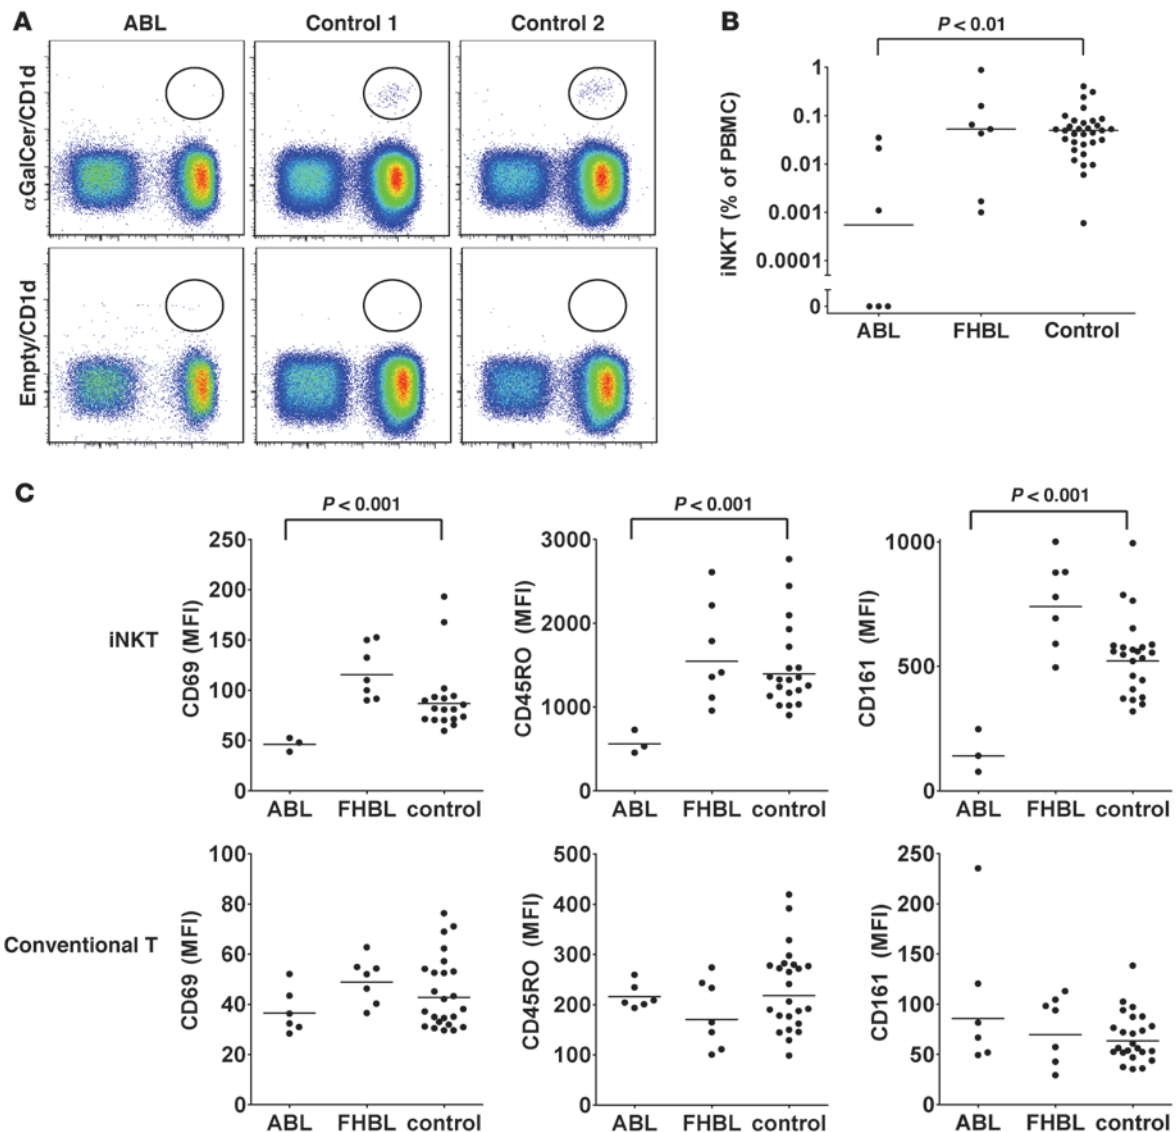 A
ABL
Control 1
Control 2
αGalCer/CD1d
Empty/CD1d
B
P < 0.01
iNKT (% of PBMC)
1
0.1
0.01
0.001
0.0001
0
ABL FHBL Control
C
iNKT
P < 0.001
CD69 (MFI)
250
200
150
100
50
0
ABL FHBL control
P < 0.001
CD45RO (MFI)
3000
2000
1000
0
ABL FHBL control
P < 0.001
CD161 (MFI)
1000
500
0
ABL FHBL control
Conventional T
CD69 (MFI)
100
80
60
40
20
0
ABL FHBL control
CD45RO (MFI)
500
400
300
200
100
0
ABL FHBL control
CD161 (MFI)
250
200
150
100
50
0
ABL FHBL control